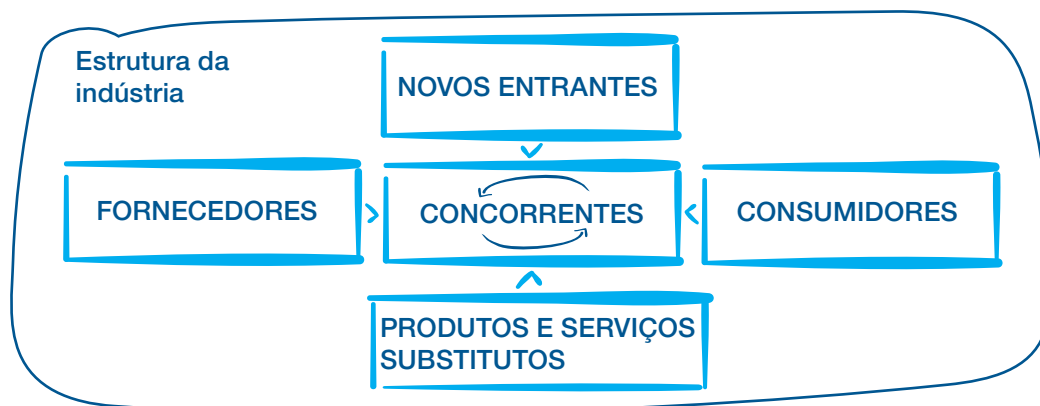 Estrutura da
indústria
NOVOS ENTRANTES
FORNECEDORES
CONCORRENTES
CONSUMIDORES
PRODUTOS E SERVIÇOS
SUBSTITUTOS